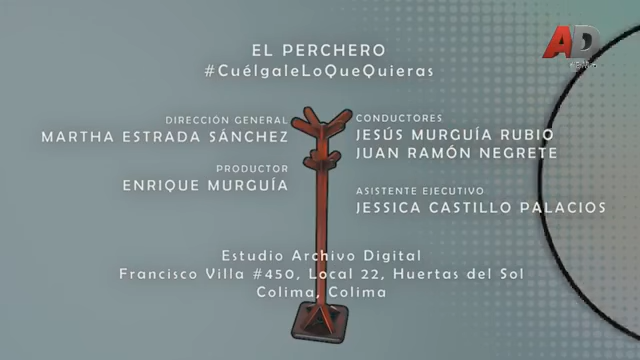 EL PERCHERO
#CuélgaleLoQueQuieras
AD
DIRECCIÓN GENERAL
MARTHA ESTRADA SÁNCHEZ
PRODUCTOR
ENRIQUE MURGUÍA
CONDUCTORES
JESÚS MURGUÍA RUBIO
JUAN RAMÓN NEGRETE
ASISTENTE EJECUTIVO
JESSICA CASTILLO PALACIOS
Estudio Archivo Digital
Francisco Villa #450, Local 22, Huertas del Sol
Colima, Colima